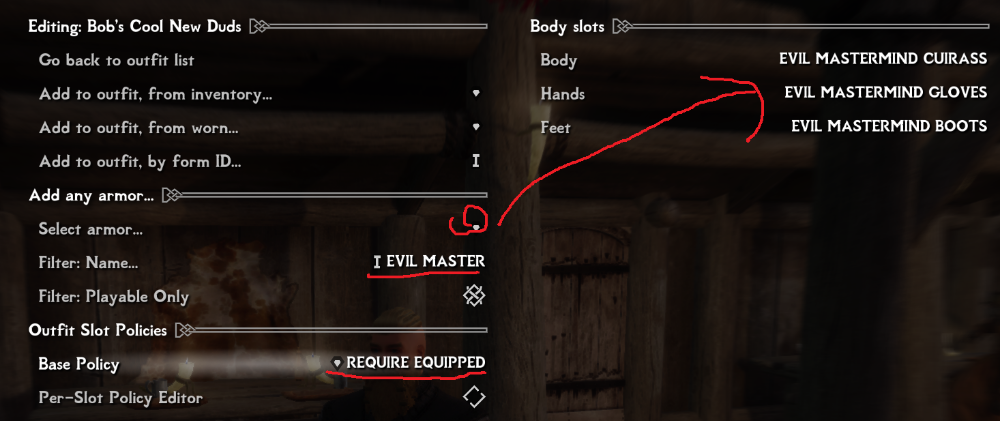 Editing: Bob's Cool New Duds
Go back to outfit list
Add to outfit, from inventory...
Add to outfit, from worn...
Add to outfit, by form ID...
Add any armor...
Select armor...
Filter: Name... EVIL MASTER
Filter: Playable Only
Outfit Slot Policies
Base Policy REQUIRE EQUIPPED
Per-Slot Policy Editor
Body slots
Body EVIL MASTERMIND CUIRASS
Hands EVIL MASTERMIND GLOVES
Feet EVIL MASTERMIND BOOTS